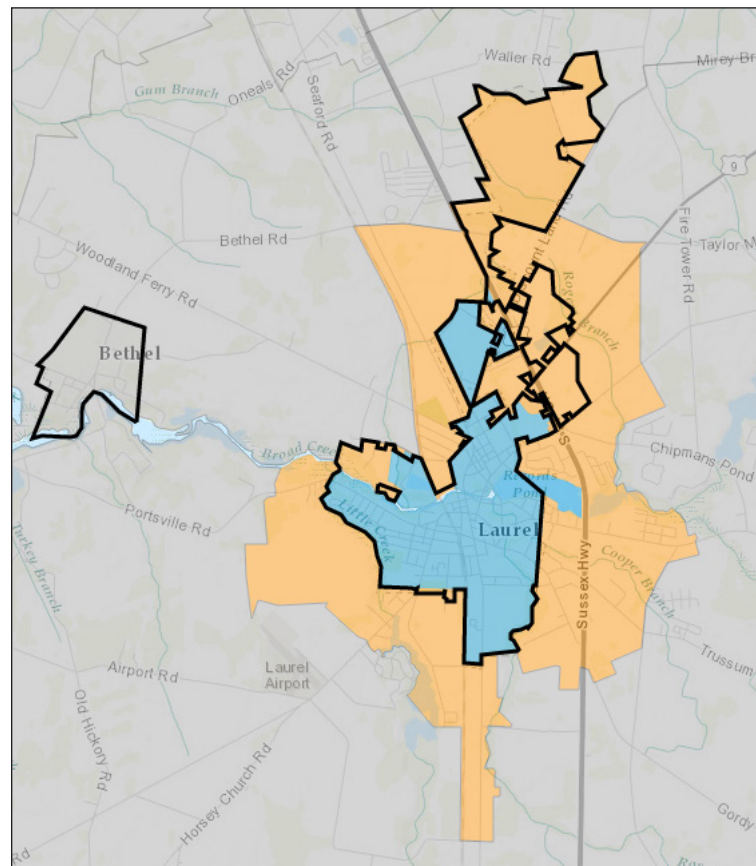 Waller Rd
Mirey Br
Gum Branch
Oneals Rd
Seaford Rd
9
Bethel Rd
Taylor M
Fire Tower Rd
Woodland Ferry Rd
Branch
Bethel
Broad Creek
Chipmans Pond
S
Records
Pond
Portsville Rd
Little Creek
Laurel
Turkey Branch
Cooper Branch
Sussex Hwy
Trussum
Airport Rd
Laurel
Airport
Old Hickory Rd
Horsey Church Rd
Gordy
Rd